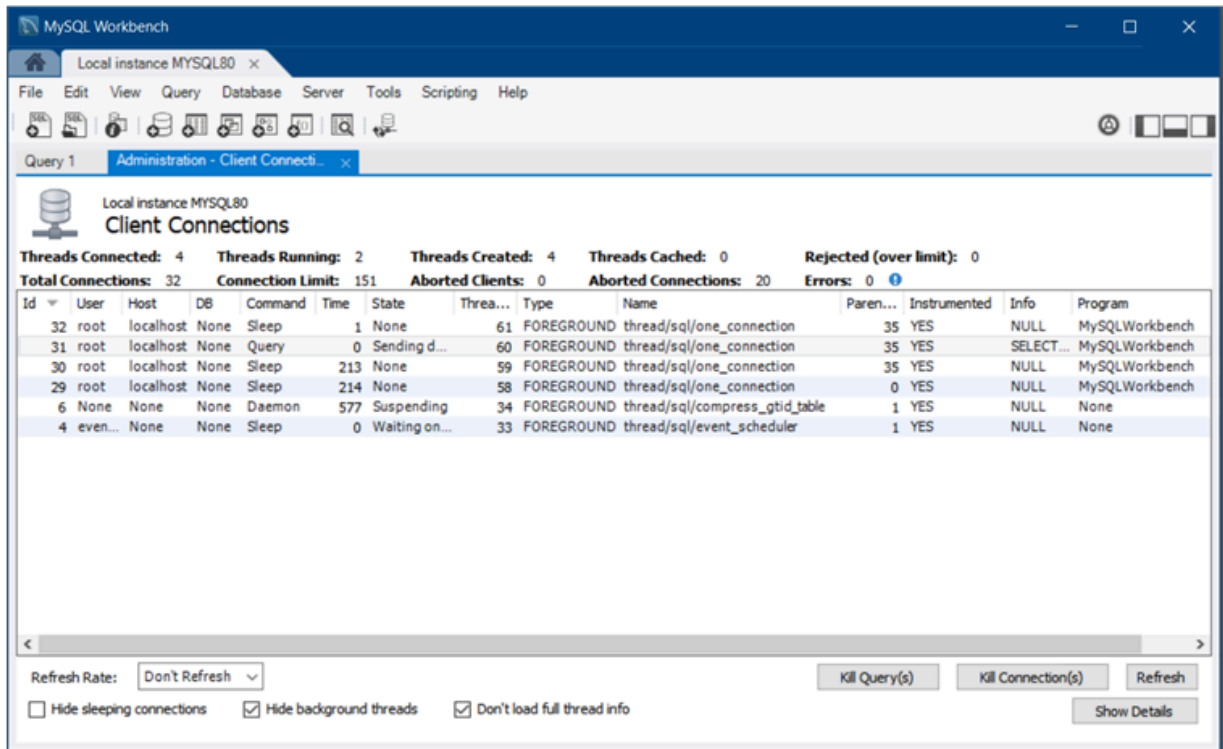 MySQL Workbench
Local instance MYSQL80
File Edit View Query Database Server Tools Scripting Help
Query 1 Administration - Client Connecti...
Local instance MYSQL80
Client Connections
Threads Connected: 4 Threads Running: 2 Threads Created: 4 Threads Cached: 0 Rejected (over limit): 0
Total Connections: 32 Connection Limit: 151 Aborted Clients: 0 Aborted Connections: 20 Errors: 0
Id User Host DB Command Time State Threa... Type Name Paren... Instrumented Info Program
32 root localhost None Sleep 1 None 61 FOREGROUND thread/sql/one_connection 35 YES NULL MySQLWorkbench
31 root localhost None Query 0 Sending d... 60 FOREGROUND thread/sql/one_connection 35 YES SELECT... MySQLWorkbench
30 root localhost None Sleep 213 None 59 FOREGROUND thread/sql/one_connection 35 YES NULL MySQLWorkbench
29 root localhost None Sleep 214 None 58 FOREGROUND thread/sql/one_connection 0 YES NULL MySQLWorkbench
6 None None None Daemon 577 Suspending 34 FOREGROUND thread/sql/compress_gtid_table 1 YES NULL None
4 even... None None Sleep 0 Waiting on... 33 FOREGROUND thread/sql/event_scheduler 1 YES NULL None
Refresh Rate: Don't Refresh Kill Query(s) Kill Connection(s) Refresh
Hide sleeping connections Hide background threads Don't load full thread info Show Details